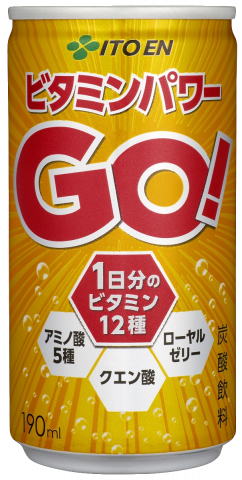 ITO EN
ビタミンパワー
GO!
1日分の
ビタミン
12種
アミノ酸
5種
ローヤル
ゼリー
クエン酸
炭酸飲料
190ml